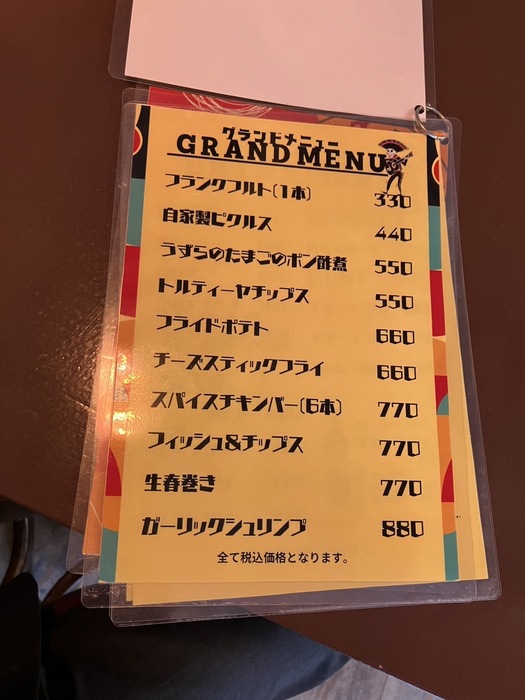 グランドメニュー
GRAND MENU
フランクフルト(1本) 330
自家製ピクルス 440
うずらのたまごのポン酢煮 550
トルティーヤチップス 550
フライドポテト 660
チーズスティックフライ 660
スパイスチキンバー(6本) 770
フィッシュ&チップス 770
生春巻き 770
ガーリックシュリンプ 880
全て税込価格となります。